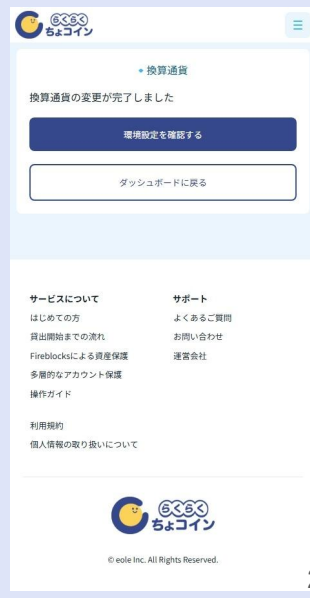 らくらく
ちょコイン
換算通貨
換算通貨の変更が完了しました
環境設定を確認する
ダッシュボードに戻る
サービスについて
はじめての方
貸出開始までの流れ
Fireblocksによる資産保護
多層的なアカウント保護
操作ガイド
利用規約
個人情報の取り扱いについて
サポート
よくあるご質問
お問い合わせ
運営会社
らくらく
ちょコイン
© eole Inc. All Rights Reserved.